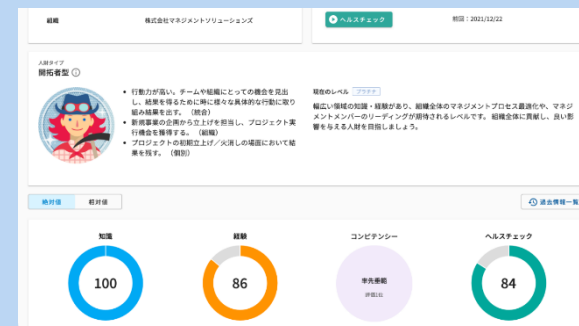 組織 株式会社マネジメントソリューションズ
ヘルスチェック 前回：2021/12/22
人財タイプ
開拓者型
• 行動力が高い。チームや組織にとっての機会を見出
し、結果を得るために時に様々な具体的な行動に取り
組み結果を出す。（統合）
• 新規事業の企画から立上げを担当し、プロジェクト実
行機会を獲得する。（組織）
• プロジェクトの初期立上げ／火消しの場面において結
果を残す。（個別）
現在のレベル プラチナ
幅広い領域の知識・経験があり、組織全体のマネジメントプロセス最適化や、マネジ
メントメンバーのリーディングが期待されるレベルです。 組織全体に貢献し、良い影
響を与える人財を目指しましょう。
絶対値 相対値
過去情報一覧
知識 経験 コンピテンシー ヘルスチェック
100 86 率先垂範 84
評価1位